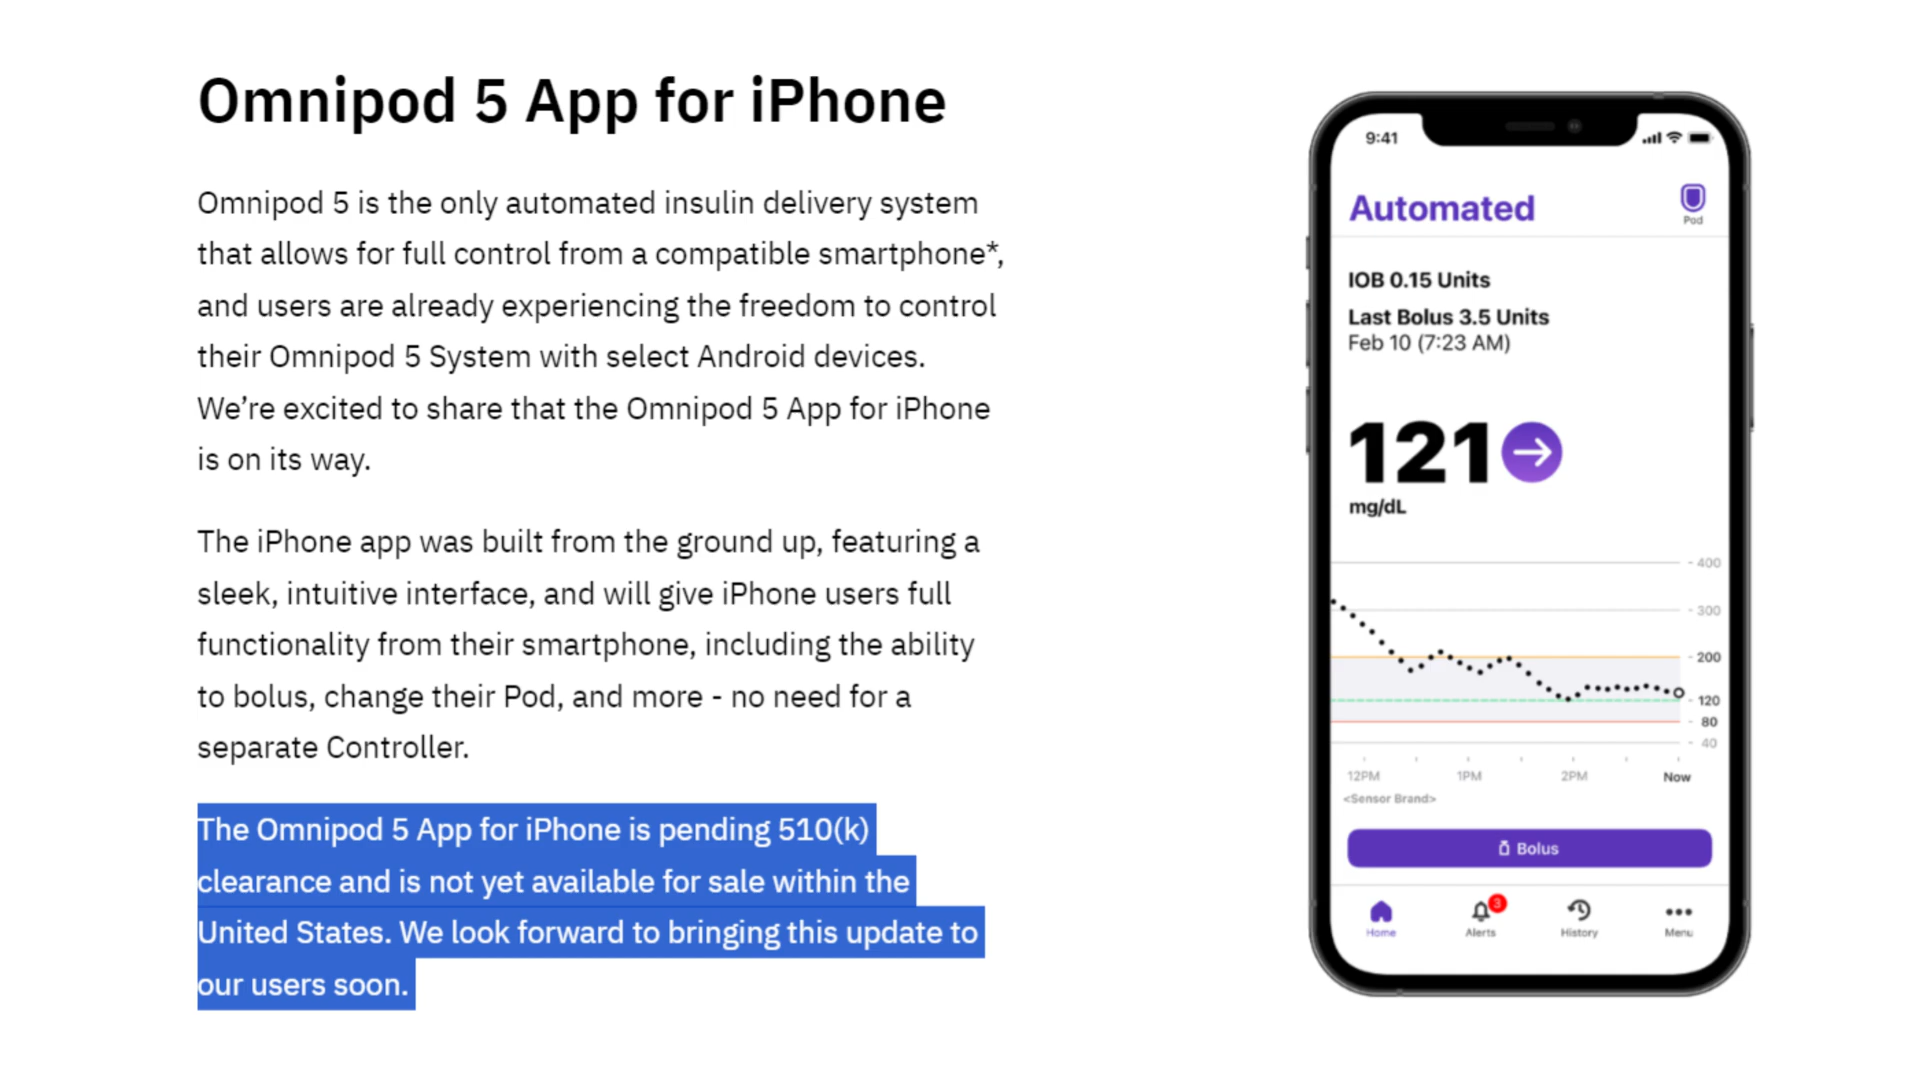 Omnipod 5 App for iPhone
Omnipod 5 is the only automated insulin delivery system
that allows for full control from a compatible smartphone*,
and users are already experiencing the freedom to control
their Omnipod 5 System with select Android devices.
We’re excited to share that the Omnipod 5 App for iPhone
is on its way.
The iPhone app was built from the ground up, featuring a
sleek, intuitive interface, and will give iPhone users full
functionality from their smartphone, including the ability
to bolus, change their Pod, and more - no need for a
separate Controller.
The Omnipod 5 App for iPhone is pending 510(k)
clearance and is not yet available for sale within the
United States. We look forward to bringing this update to
our users soon.
9:41
Automated
Pod
IOB 0.15 Units
Last Bolus 3.5 Units
Feb 10 (7:23 AM)
121
mg/dL
400
300
200
120
80
40
12PM 1PM 2PM Now
<Sensor Brand>
Bolus
3
Home Alerts History Menu